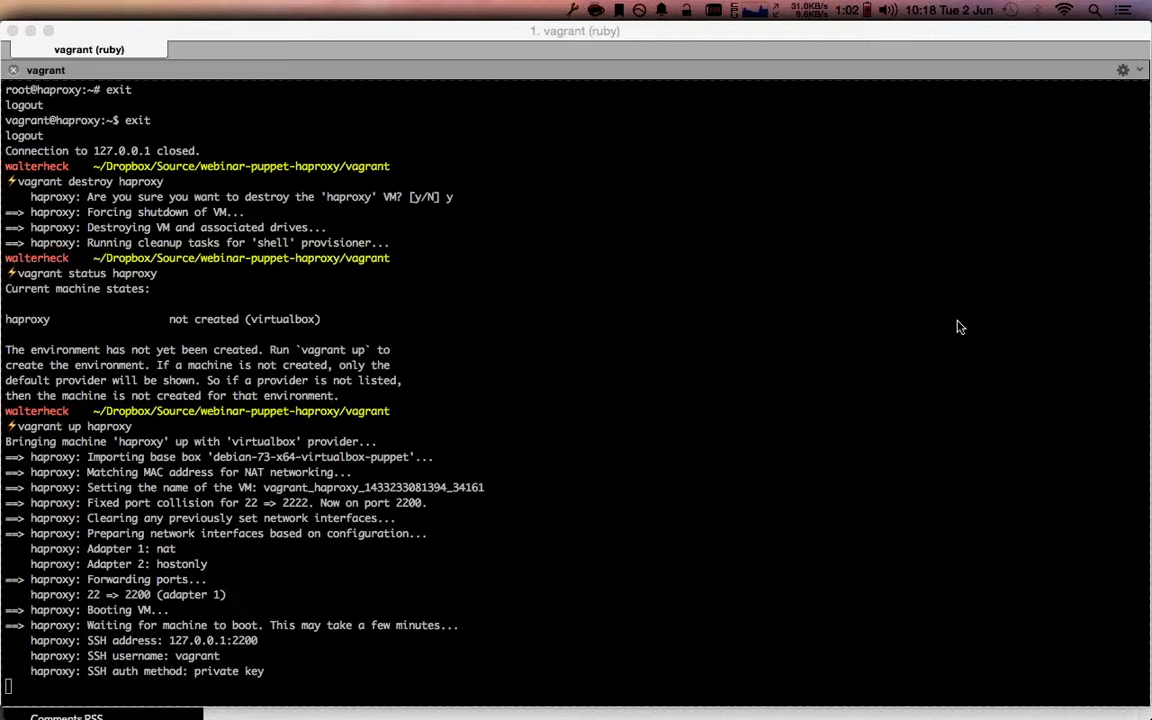 31.0KB/s
9.6KB/s
1:02
10:18 Tue 2 Jun
1. vagrant (ruby)
vagrant (ruby)
vagrant
root@haproxy:~# exit
logout
vagrant@haproxy:~$ exit
logout
Connection to 127.0.0.1 closed.
walterheck ~/Dropbox/Source/webinar-puppet-haproxy/vagrant
⚡vagrant destroy haproxy
haproxy: Are you sure you want to destroy the 'haproxy' VM? [y/N] y
==> haproxy: Forcing shutdown of VM...
==> haproxy: Destroying VM and associated drives...
==> haproxy: Running cleanup tasks for 'shell' provisioner...
walterheck ~/Dropbox/Source/webinar-puppet-haproxy/vagrant
⚡vagrant status haproxy
Current machine states:
haproxy not created (virtualbox)
The environment has not yet been created. Run `vagrant up` to
create the environment. If a machine is not created, only the
default provider will be shown. So if a provider is not listed,
then the machine is not created for that environment.
walterheck ~/Dropbox/Source/webinar-puppet-haproxy/vagrant
⚡vagrant up haproxy
Bringing machine 'haproxy' up with 'virtualbox' provider...
==> haproxy: Importing base box 'debian-73-x64-virtualbox-puppet'...
==> haproxy: Matching MAC address for NAT networking...
==> haproxy: Setting the name of the VM: vagrant_haproxy_1433233081394_34161
==> haproxy: Fixed port collision for 22 => 2222. Now on port 2200.
==> haproxy: Clearing any previously set network interfaces...
==> haproxy: Preparing network interfaces based on configuration...
haproxy: Adapter 1: nat
haproxy: Adapter 2: hostonly
==> haproxy: Forwarding ports...
haproxy: 22 => 2200 (adapter 1)
==> haproxy: Booting VM...
==> haproxy: Waiting for machine to boot. This may take a few minutes...
haproxy: SSH address: 127.0.0.1:2200
haproxy: SSH username: vagrant
haproxy: SSH auth method: private key
Comments RSS